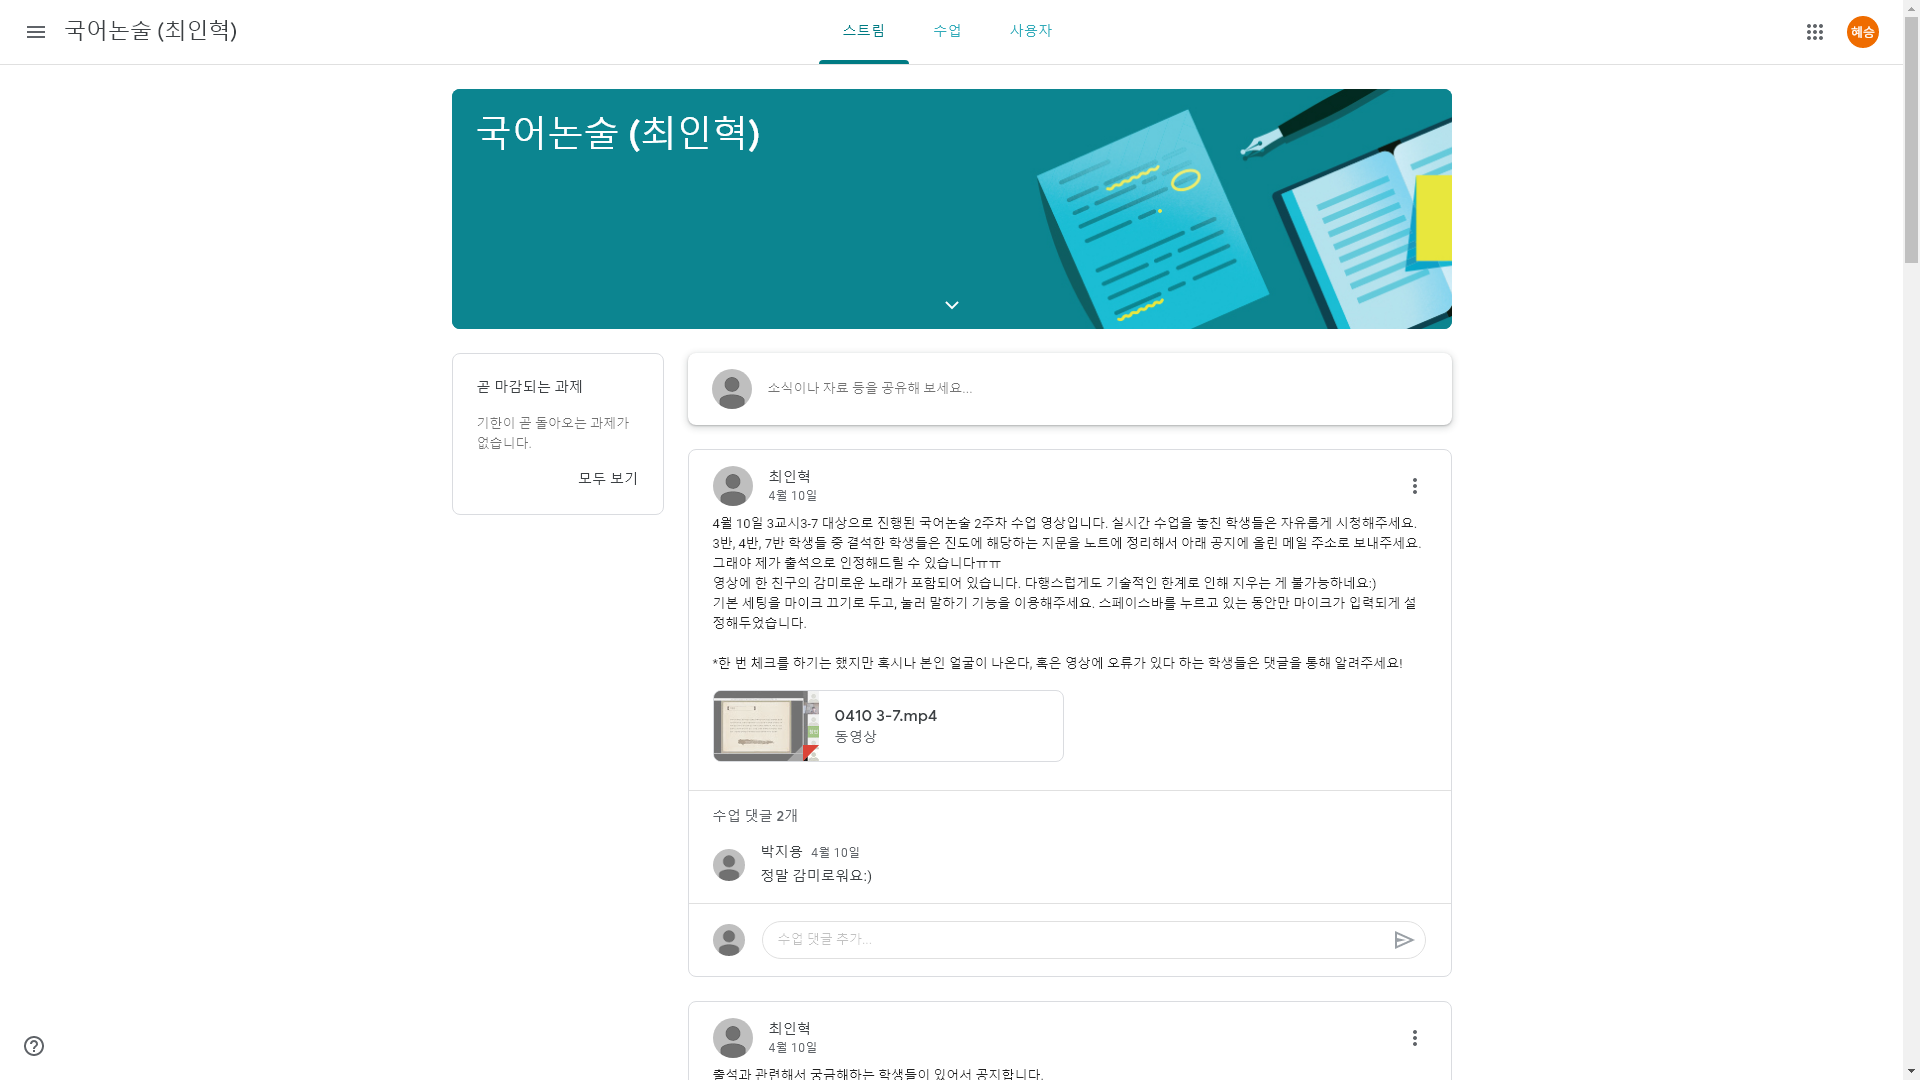 국어논술 (최인혁)
스트림
수업
사용자
혜승
국어논술 (최인혁)
곧 마감되는 과제
기한이 곧 돌아오는 과제가
없습니다.
모두 보기
소식이나 자료 등을 공유해 보세요...
최인혁
4월 10일
4월 10일 3교시3-7 대상으로 진행된 국어논술 2주차 수업 영상입니다. 실시간 수업을 놓친 학생들은 자유롭게 시청해주세요.
3반, 4반, 7반 학생들 중 결석한 학생들은 진도에 해당하는 지문을 노트에 정리해서 아래 공지에 올린 메일 주소로 보내주세요.
그래야 제가 출석으로 인정해드릴 수 있습니다ㅠㅠ
영상에 한 친구의 감미로운 노래가 포함되어 있습니다. 다행스럽게도 기술적인 한계로 인해 지우는 게 불가능하네요:)
기본 세팅을 마이크 끄기로 두고, 눌러 말하기 기능을 이용해주세요. 스페이스바를 누르고 있는 동안만 마이크가 입력되게 설
정해두었습니다.
*한 번 체크를 하기는 했지만 혹시나 본인 얼굴이 나온다, 혹은 영상에 오류가 있다 하는 학생들은 댓글을 통해 알려주세요!
0410 3-7.mp4
동영상
수업 댓글 2개
박지용 4월 10일
정말 감미로워요:)
수업 댓글 추가...
최인혁
4월 10일
출석과 관련해서 궁금해하는 학생들이 있어서 공지합니다.